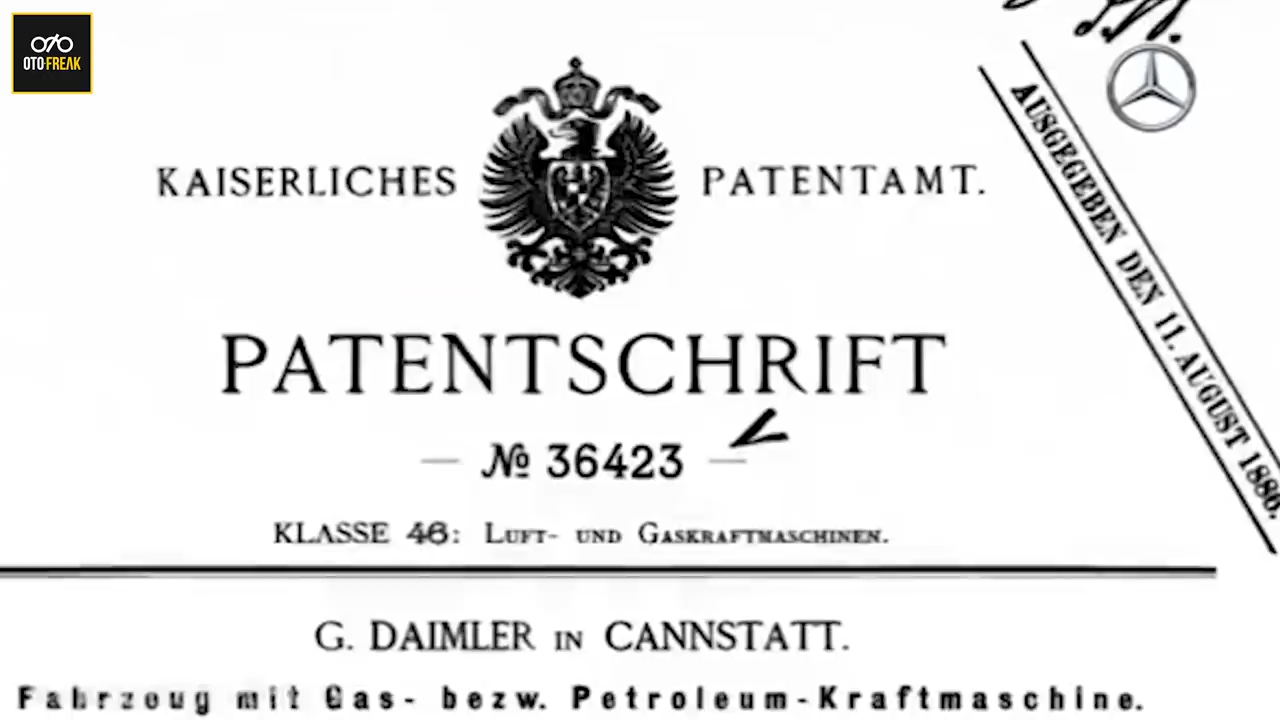 OTO-FREAK
KAISERLICHES PATENTAMT.
AUSGEGEBEN DEN 11. AUGUST 1886.
PATENTSCHRIFT
— № 36423 —
KLASSE 46: LUFT- UND GASKRAFTMASCHINEN.
G. DAIMLER IN CANNSTATT.
Fahrzeug mit Gas- bezw. Petroleum-Kraftmaschine.